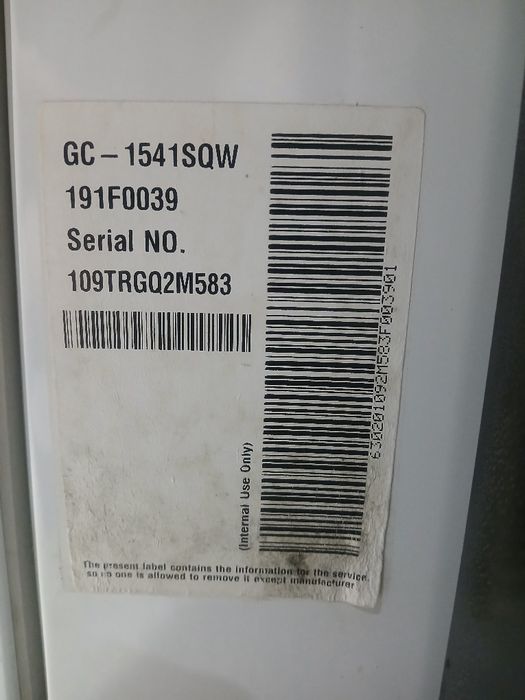 GC-1541SQW
191F0039
Serial NO.
109TRGQ2M583
(Internal Use Only)
630201092M583F003901
The present label contains the information for the service.
so no one is allowed to remove it except manufacturer